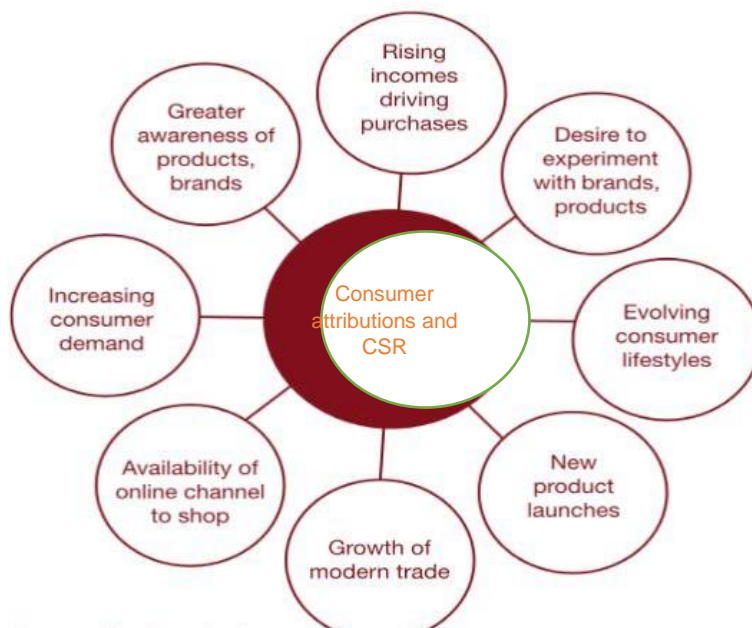 Rising
incomes
driving
purchases
Desire to
experiment
with brands,
products
Evolving
consumer
lifestyles
New
product
launches
Growth of
modern trade
Availability of
online channel
to shop
Increasing
consumer
demand
Greater
awareness of
products,
brands
Consumer
attributions and
CSR